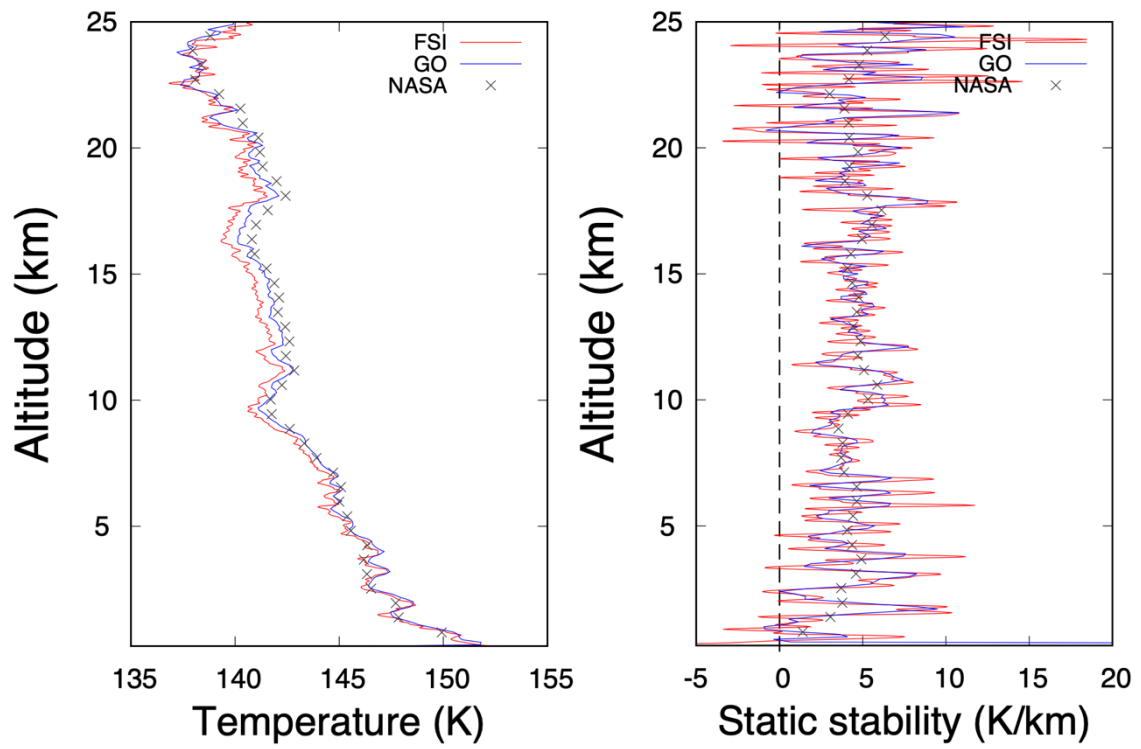 25
20
15
10
5
135 140 145 150 155
Altitude (km)
Temperature (K)
FSI
GO
NASA
25
20
15
10
5
-5 0 5 10 15 20
Altitude (km)
Static stability (K/km)
FSI
GO
NASA